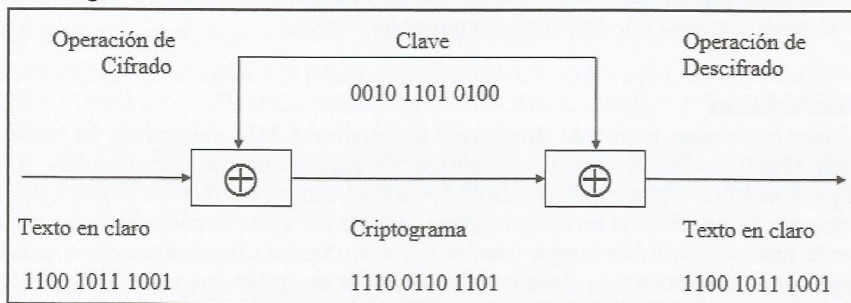 Operación de
Cifrado
Clave
Operación de
Descifrado
0010 1101 0100
Texto en claro
Criptograma
Texto en claro
1100 1011 1001
1110 0110 1101
1100 1011 1001